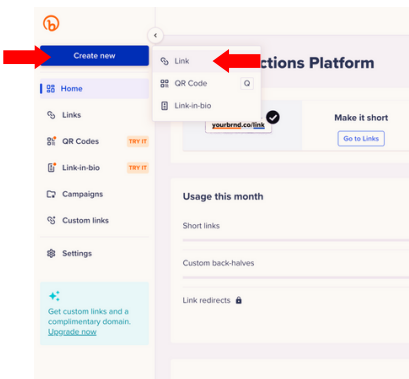 Create new
Link
QR Code Q
Link-in-bio
ctions Platform
Home
Links
QR Codes TRY IT
Link-in-bio TRY IT
Campaigns
Custom links
Settings
Get custom links and a
complimentary domain.
Upgrade now
yourbrnd.co/link
Make it short
Go to Links
Usage this month
Short links
Custom back-halves
Link redirects